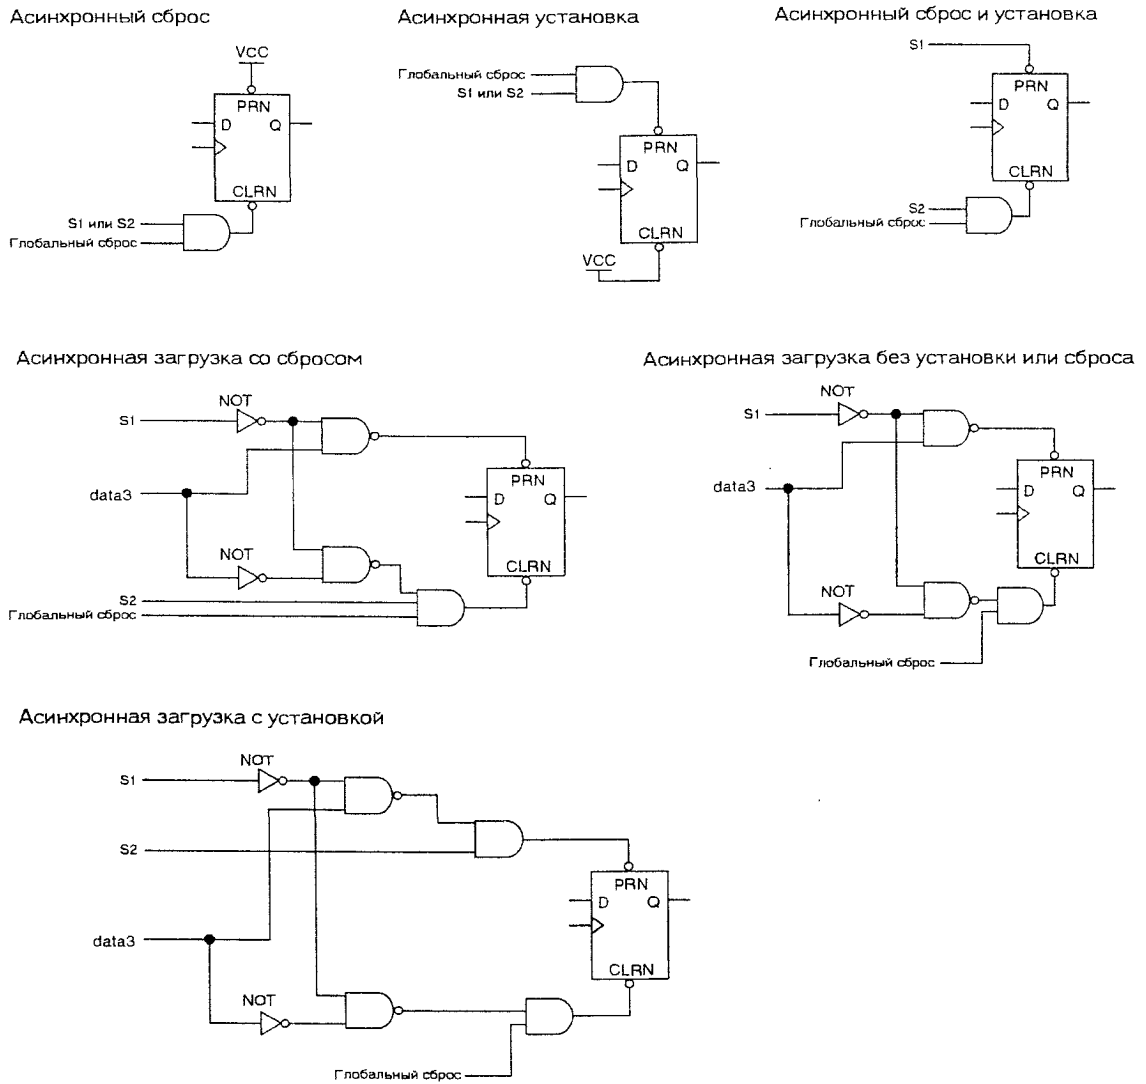 Асинхронный сброс
VCC
PRN
D Q
CLRN
S1 или S2
Глобальный сброс
Асинхронная установка
Глобальный сброс
S1 или S2
PRN
D Q
CLRN
VCC
Асинхронный сброс и установка
S1
PRN
D Q
CLRN
S2
Глобальный сброс
Асинхронная загрузка со сбросом
NOT
S1
data3
PRN
D Q
CLRN
NOT
S2
Глобальный сброс
Асинхронная загрузка без установки или сброса
NOT
S1
data3
PRN
D Q
CLRN
NOT
Глобальный сброс
Асинхронная загрузка с установкой
NOT
S1
S2
PRN
D Q
CLRN
data3
NOT
Глобальный сброс